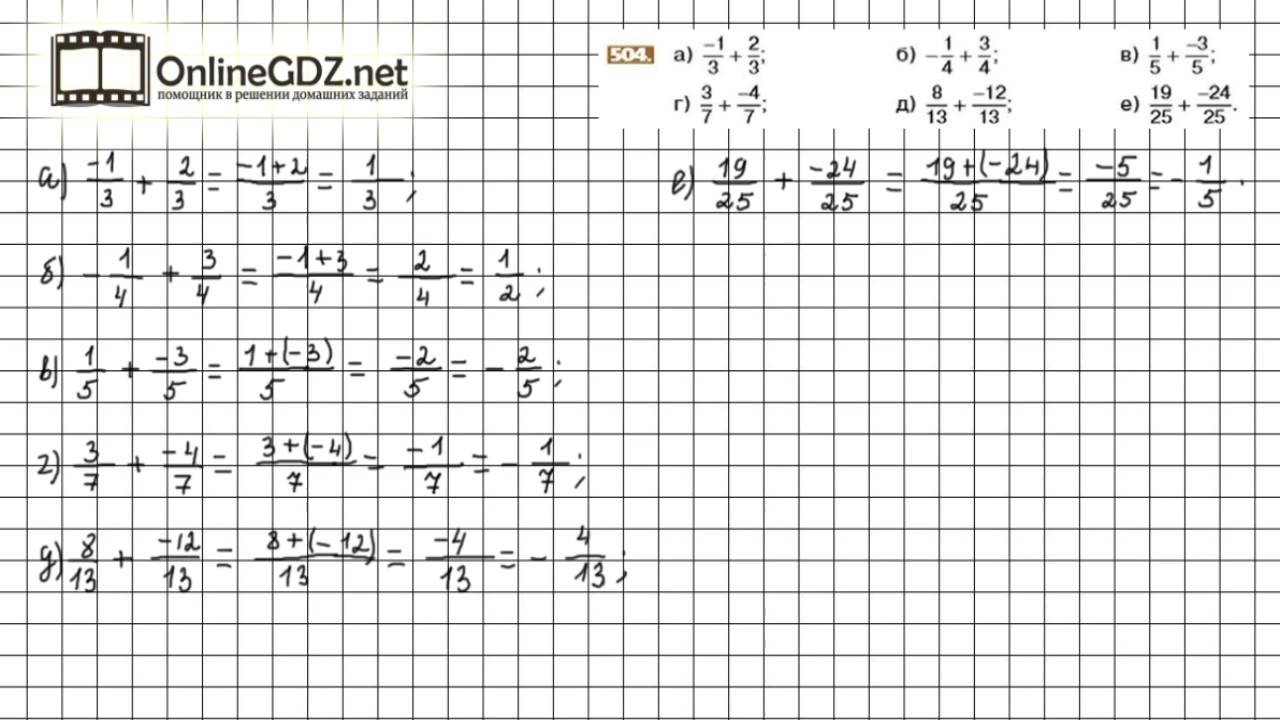 OnlineGDZ.net
помощник в решении домашних заданий
504. а) -1/3 + 2/3; б) -1/4 + 3/4; в) 1/5 + -3/5;
г) 3/7 + -4/7; д) 8/13 + -12/13; е) 19/25 + -24/25.
а) -1/3 + 2/3 = -1+2/3 = 1/3;
б) - 1/4 + 3/4 = -1+3/4 = 2/4 = 1/2;
в) 1/5 + -3/5 = 1+(-3)/5 = -2/5 = - 2/5;
г) 3/7 + -4/7 = 3+(-4)/7 = -1/7 = - 1/7;
д) 8/13 + -12/13 = 8+(-12)/13 = -4/13 = - 4/13;
е) 19/25 + -24/25 = 19+(-24)/25 = -5/25 = - 1/5.